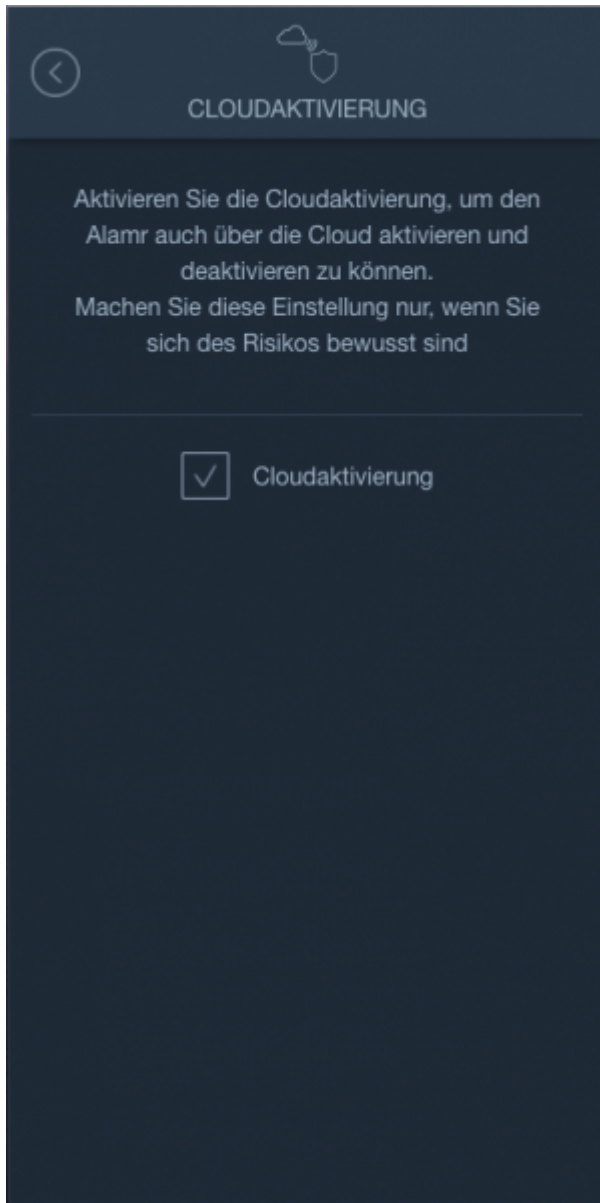 CLOUDAKTIVIERUNG
Aktivieren Sie die Cloudaktivierung, um den
Alamr auch über die Cloud aktivieren und
deaktivieren zu können.
Machen Sie diese Einstellung nur, wenn Sie
sich des Risikos bewusst sind
Cloudaktivierung